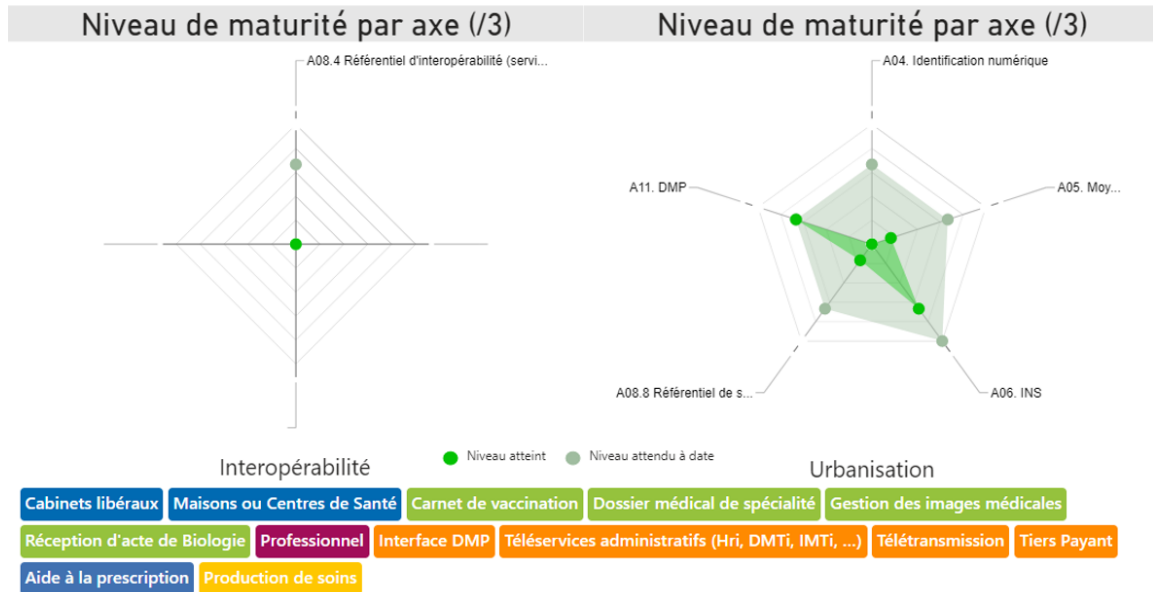 Niveau de maturité par axe (/3)
Niveau de maturité par axe (/3)
A08.4 Référentiel d'interopérabilité (servi...
A04. Identification numérique
A11. DMP
A05. Moy...
A08.8 Référentiel de s...
A06. INS
Niveau atteint
Niveau attendu à date
Interopérabilité
Urbanisation
Cabinets libéraux Maisons ou Centres de Santé Carnet de vaccination Dossier médical de spécialité Gestion des images médicales
Réception d'acte de Biologie Professionnel Interface DMP Téléservices administratifs (Hri, DMTi, IMTi, ...) Télétransmission Tiers Payant
Aide à la prescription Production de soins